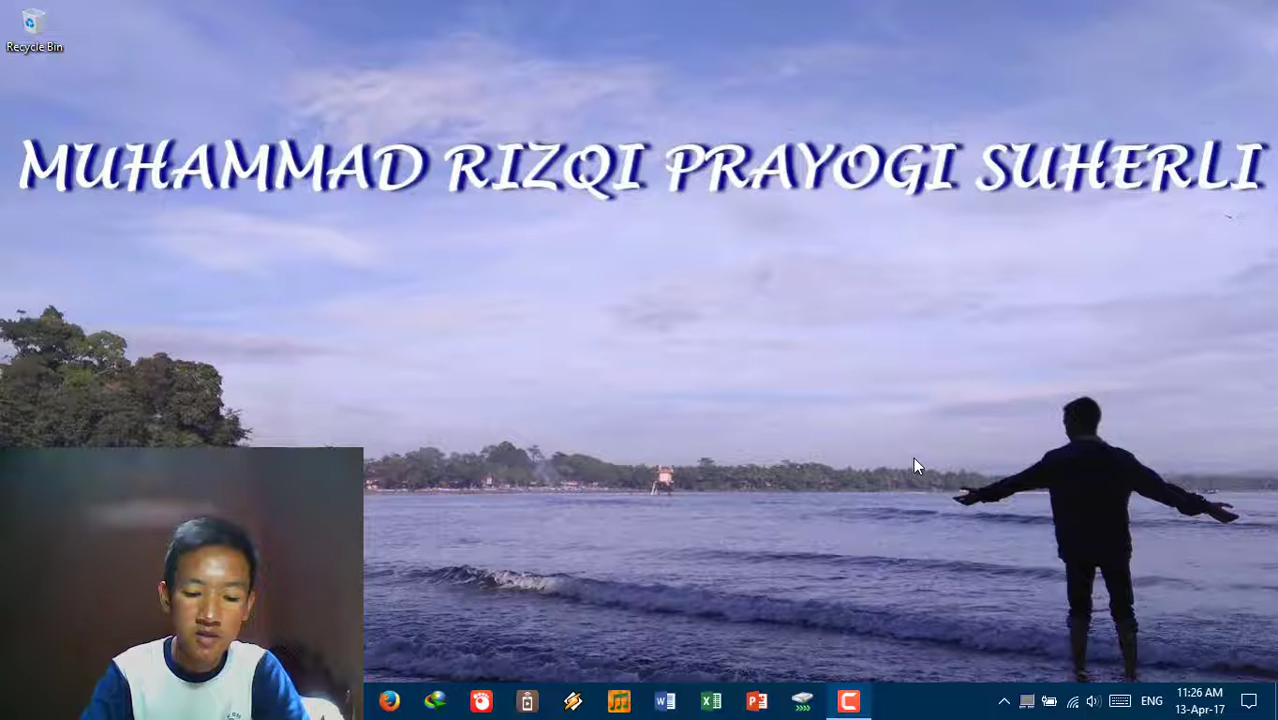 Recycle Bin
MUHAMMAD RIZQI PRAYOGI SUHERLI
ENG
11:26 AM
13-Apr-17